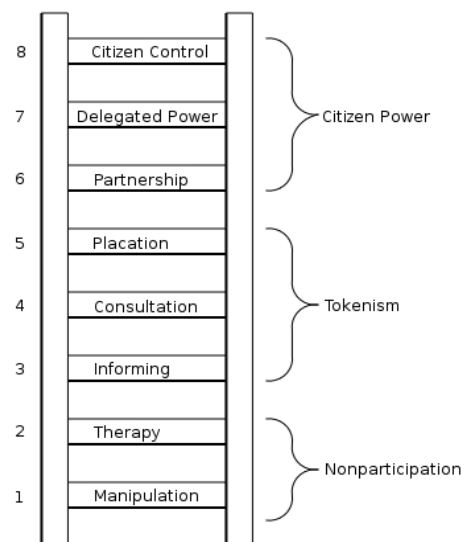 8 Citizen Control
7 Delegated Power Citizen Power
6 Partnership
5 Placation
4 Consultation Tokenism
3 Informing
2 Therapy
Nonparticipation
1 Manipulation